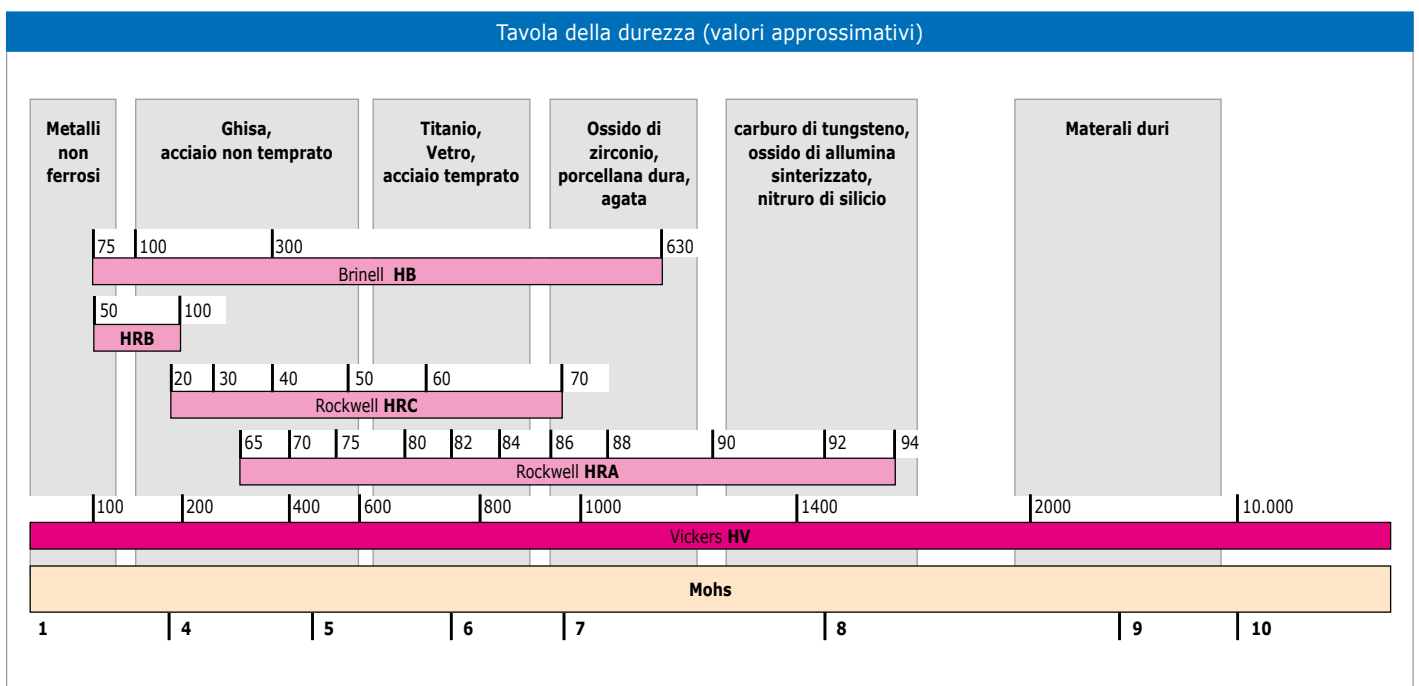 Tavola della durezza (valori approssimativi)
Metalli
non
ferrosi
Ghisa,
acciaio non temprato
Titanio,
Vetro,
acciaio temprato
Ossido di
zirconio,
porcellana dura,
agata
carburo di tungsteno,
ossido di allumina
sinterizzato,
nitruro di silicio
Materali duri
75 100 300 630
Brinell HB
50 100
HRB
20 30 40 50 60 70
Rockwell HRC
65 70 75 80 82 84 86 88 90 92 94
Rockwell HRA
100 200 400 600 800 1000 1400 2000 10.000
Vickers HV
Mohs
1 4 5 6 7 8 9 10